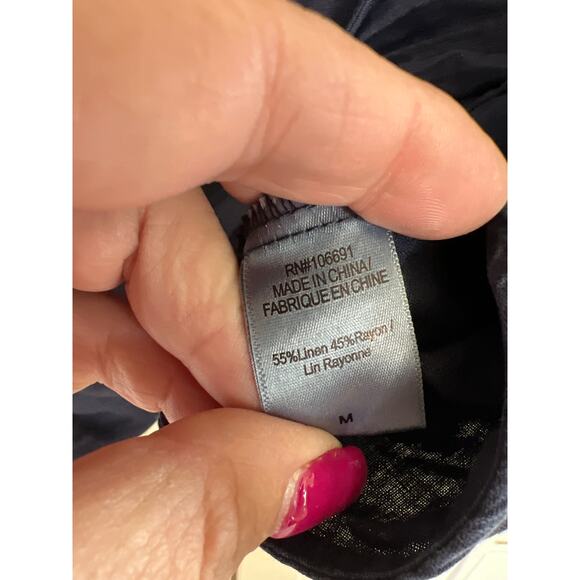 RN#106691
MADE IN CHINA/
FABRIQUE EN CHINE
55%Linen 45%Rayon/
Lin Rayonne
M